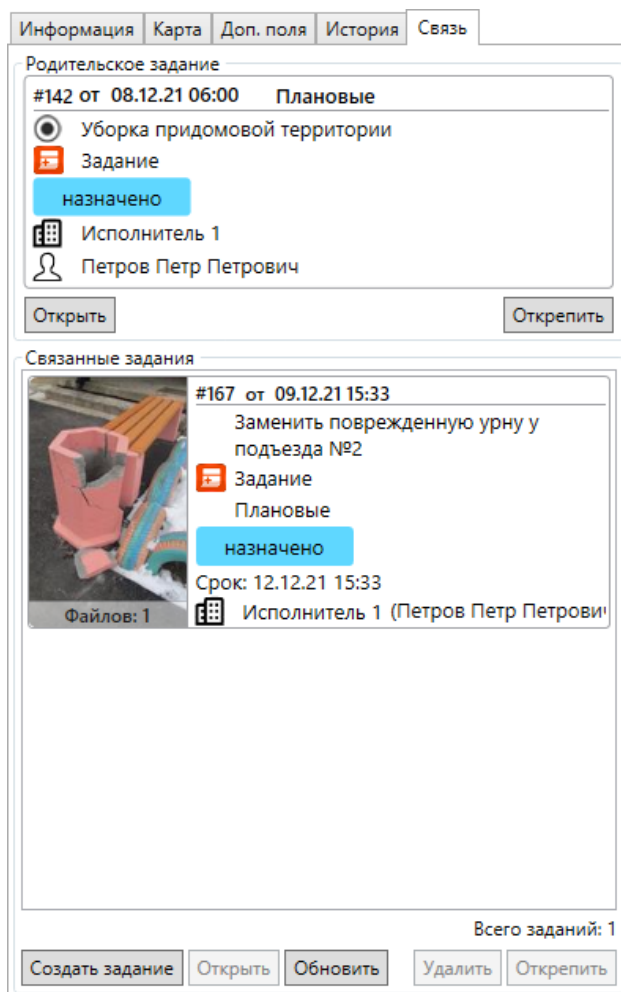 Информация Карта Доп. поля История Связь
Родительское задание
#142 от 08.12.21 06:00 Плановые
Уборка придомовой территории
Задание
назначено
Исполнитель 1
Петров Петр Петрович
Открыть Открепить
Связанные задания
#167 от 09.12.21 15:33
Заменить поврежденную урну у
подъезда №2
Задание
Плановые
назначено
Срок: 12.12.21 15:33
Файлов: 1 Исполнитель 1 (Петров Петр Петрович
Всего заданий: 1
Создать задание Открыть Обновить Удалить Открепить